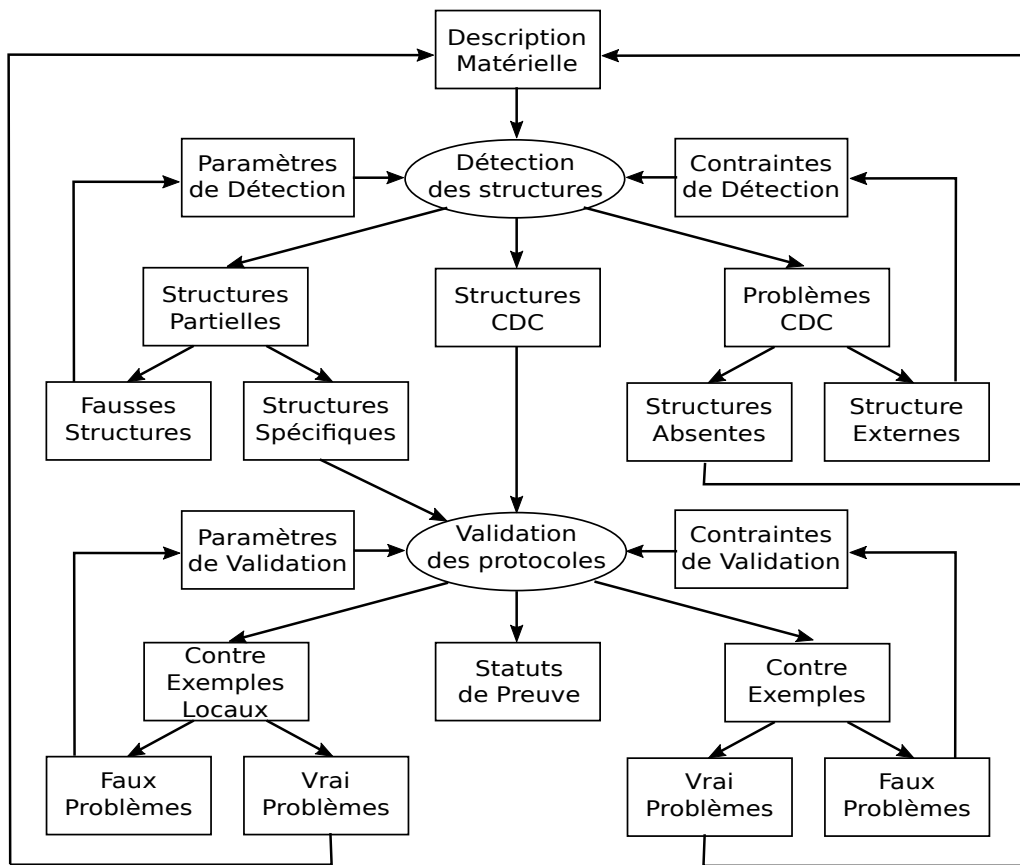 Description
Matérielle
Paramètres
de Détection
Détection
des structures
Contraintes
de Détection
Structures
Partielles
Structures
CDC
Problèmes
CDC
Fausses
Structures
Structures
Spécifiques
Structures
Absentes
Structure
Externes
Paramètres
de Validation
Validation
des protocoles
Contraintes
de Validation
Contre
Exemples
Locaux
Statuts
de Preuve
Contre
Exemples
Faux
Problèmes
Vrai
Problèmes
Vrai
Problèmes
Faux
Problèmes